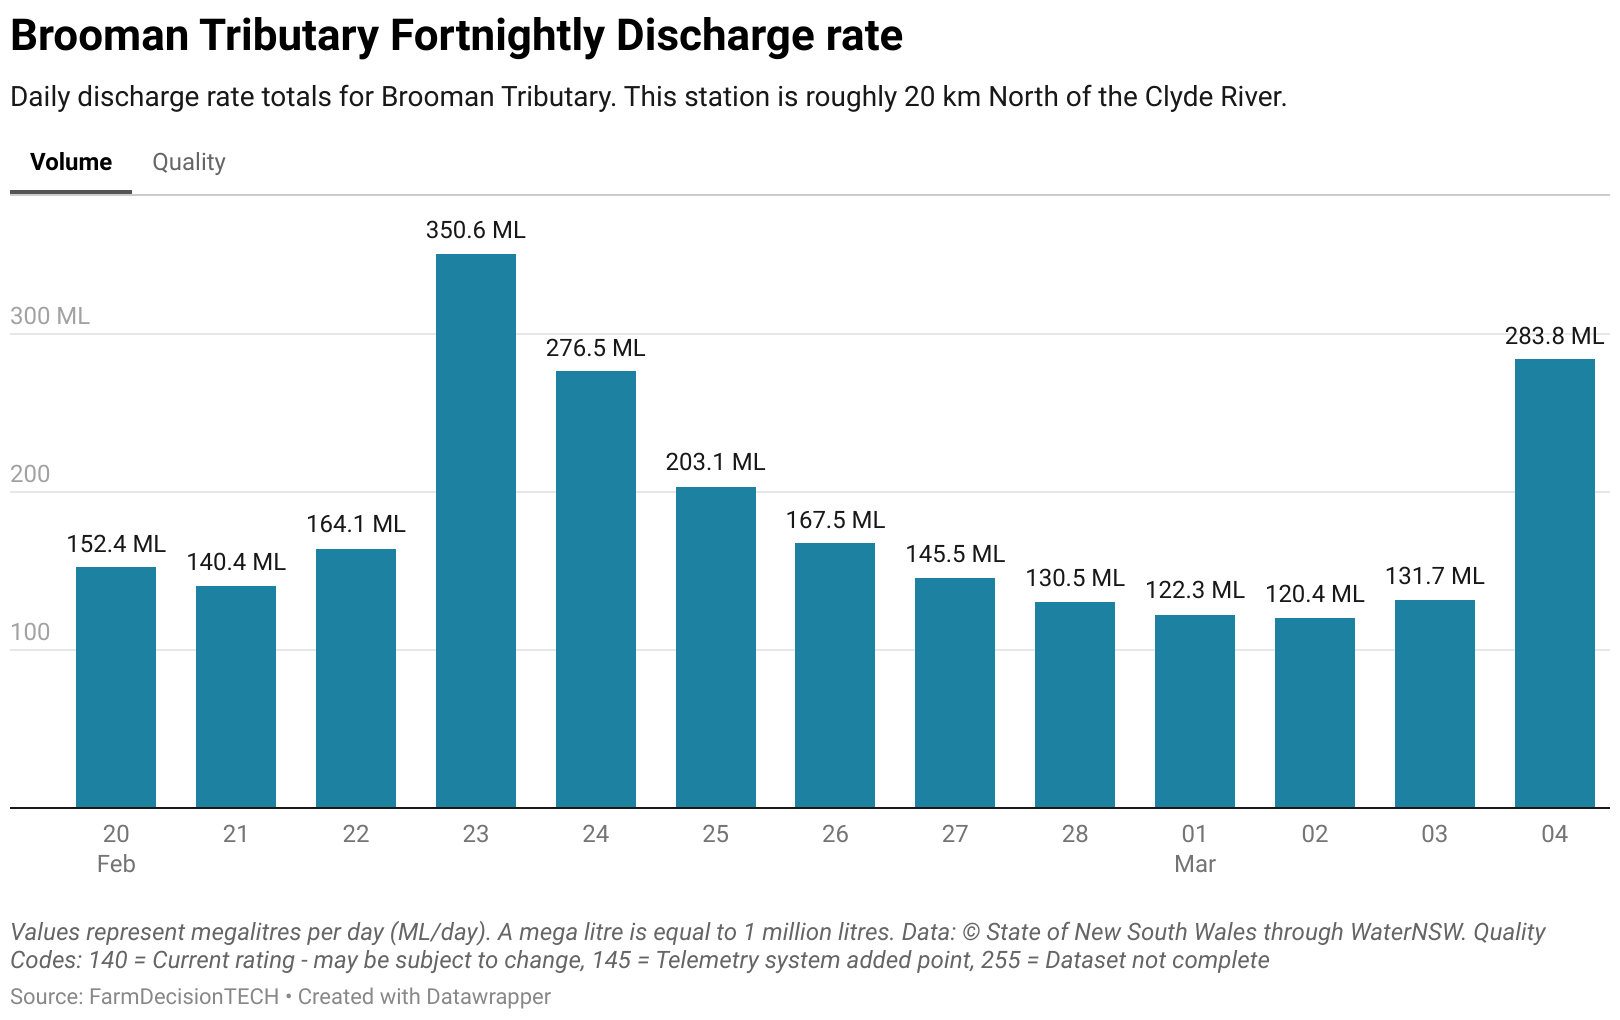 Brooman Tributary Fortnightly Discharge rate
Daily discharge rate totals for Brooman Tributary. This station is roughly 20 km North of the Clyde River.
Volume Quality
350.6 ML
300 ML
283.8 ML
276.5 ML
203.1 ML
200
167.5 ML
164.1 ML
152.4 ML
145.5 ML
140.4 ML
131.7 ML
130.5 ML
122.3 ML
120.4 ML
100
20 21 22 23 24 25 26 27 28 01 02 03 04
Feb Mar
Values represent megalitres per day (ML/day). A mega litre is equal to 1 million litres. Data: © State of New South Wales through WaterNSW. Quality
Codes: 140 = Current rating - may be subject to change, 145 = Telemetry system added point, 255 = Dataset not complete
Source: FarmDecisionTECH • Created with Datawrapper